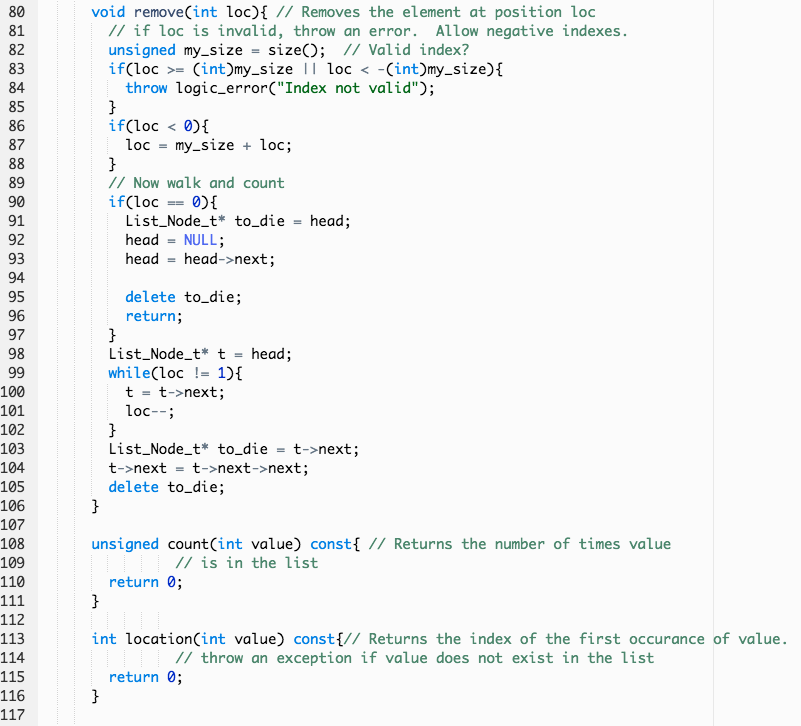 80 void remove(int loc){ // Removes the element at position loc
81 // if loc is invalid, throw an error.  Allow negative indexes.
82 unsigned my_size = size();  // Valid index?
83 if(loc >= (int)my_size || loc < -(int)my_size){
84 throw logic_error("Index not valid");
85 }
86 if(loc < 0){
87 loc = my_size + loc;
88 }
89 // Now walk and count
90 if(loc == 0){
91 List_Node_t* to_die = head;
92 head = NULL;
93 head = head->next;
94
95 delete to_die;
96 return;
97 }
98 List_Node_t* t = head;
99 while(loc != 1){
100 t = t->next;
101 loc--;
102 }
103 List_Node_t* to_die = t->next;
104 t->next = t->next->next;
105 delete to_die;
106 }
107
108 unsigned count(int value) const{ // Returns the number of times value
109 // is in the list
110 return 0;
111 }
112
113 int location(int value) const{// Returns the index of the first occurance of value.
114 // throw an exception if value does not exist in the list
115 return 0;
116 }
117